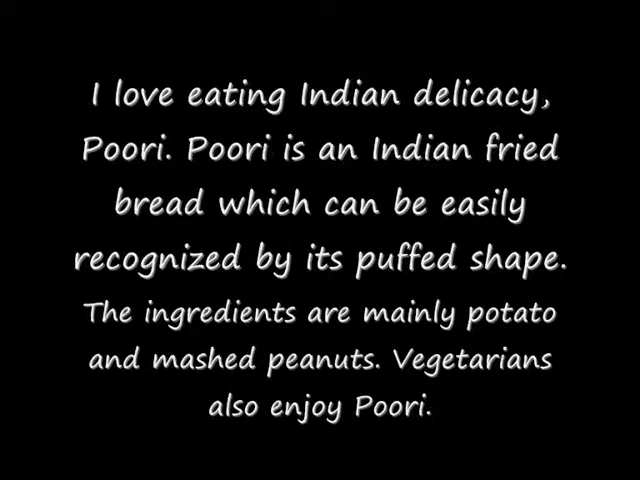 I love eating Indian delicacy,
Poori. Poori is an Indian fried
bread which can be easily
recognized by its puffed shape.
The ingredients are mainly potato
and mashed peanuts. Vegetarians
also enjoy Poori.